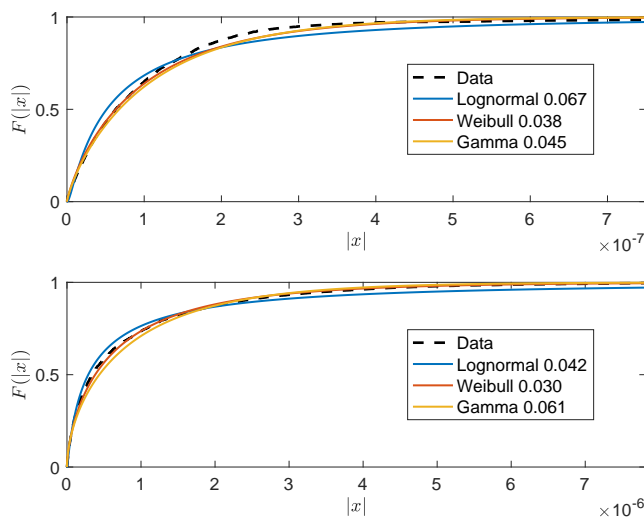 1
0.5
0
F(|x|)
Data
Lognormal 0.067
Weibull 0.038
Gamma 0.045
0 1 2 3 4 5 6 7
|x|
×10-7
1
0.5
0
F(|x|)
Data
Lognormal 0.042
Weibull 0.030
Gamma 0.061
0 1 2 3 4 5 6 7
|x|
×10-6